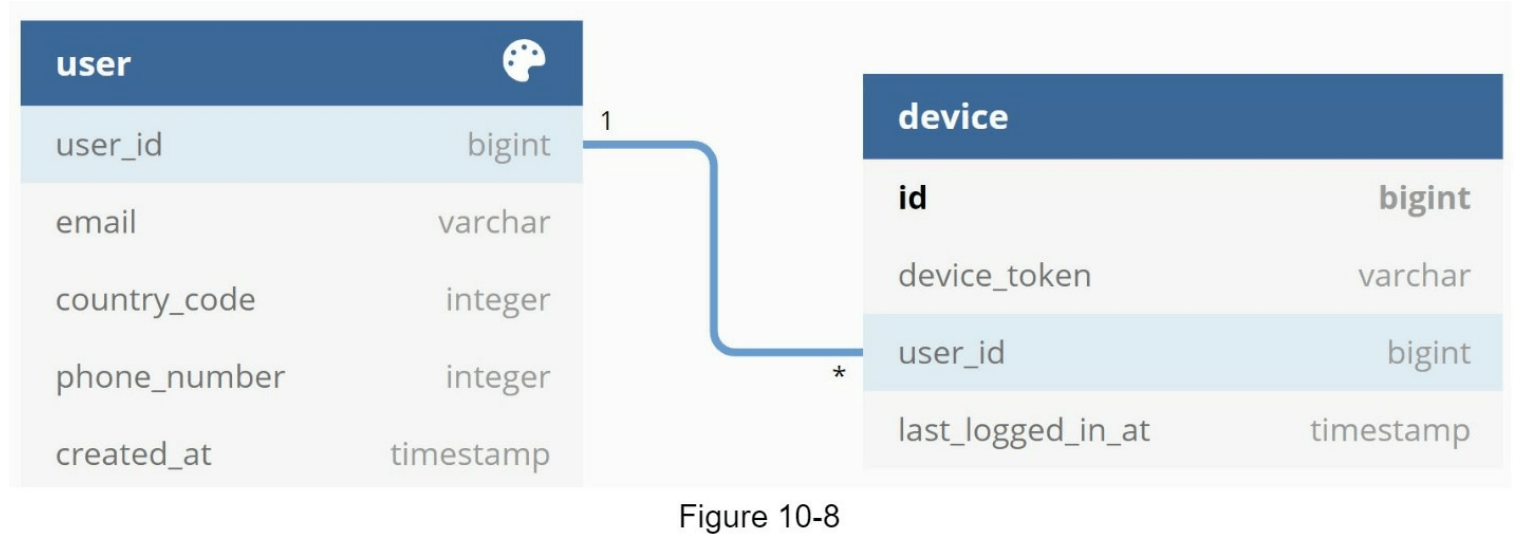 user
user_id bigint
email varchar
country_code integer
phone_number integer
created_at timestamp
1
*
device
id bigint
device_token varchar
user_id bigint
last_logged_in_at timestamp
Figure 10-8